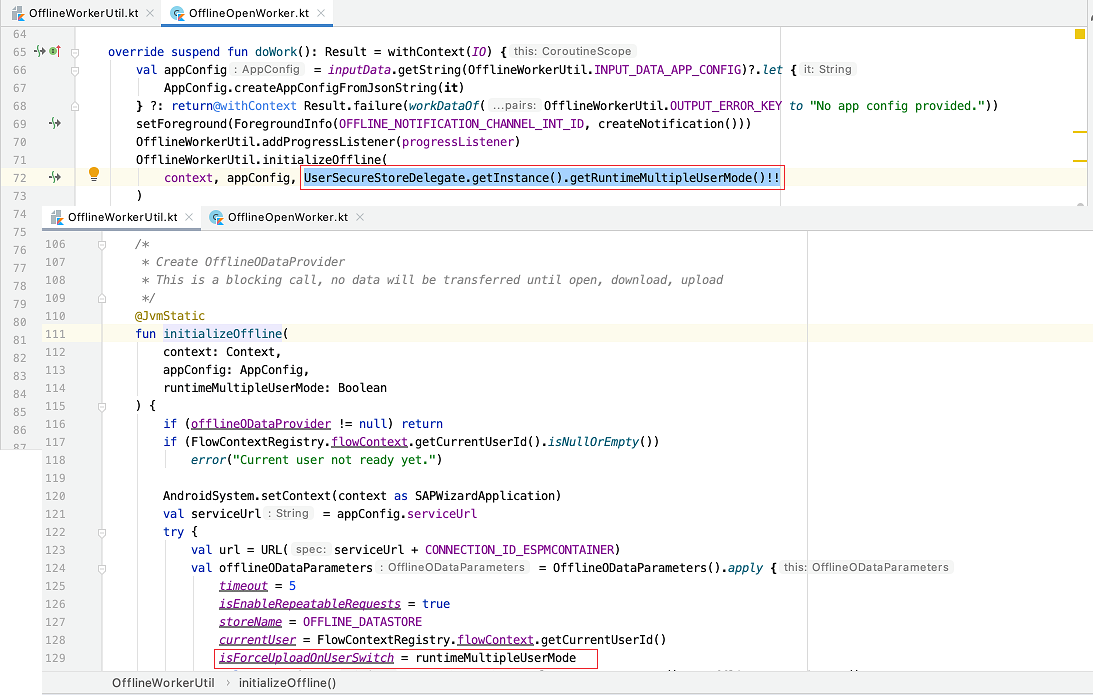 OfflineWorkerUtil.kt × OfflineOpenWorker.kt ×
64
65 override suspend fun doWork(): Result = withContext(IO) { this: CoroutineScope
66 val appConfig : AppConfig = inputData.getString(OfflineWorkerUtil.INPUT_DATA_APP_CONFIG)?.let { it: String
67 AppConfig.createAppConfigFromJsonString(it)
68 } ?: return@withContext Result.failure(workDataOf( ...pairs: OfflineWorkerUtil.OUTPUT_ERROR_KEY to "No app config provided."))
69 setForeground(ForegroundInfo(OFFLINE_NOTIFICATION_CHANNEL_INT_ID, createNotification()))
70 OfflineWorkerUtil.addProgressListener(progressListener)
71 OfflineWorkerUtil.initializeOffline(
72 context, appConfig, UserSecureStoreDelegate.getInstance().getRuntimeMultipleUserMode()!!
73 )
74
75
76
77
78
79
80
81
82
83
84
85
86
87
OfflineWorkerUtil.kt × OfflineOpenWorker.kt ×
106 /*
107 * Create OfflineODataProvider
108 * This is a blocking call, no data will be transferred until open, download, upload
109 */
110 @JvmStatic
111 fun initializeOffline(
112 context: Context,
113 appConfig: AppConfig,
114 runtimeMultipleUserMode: Boolean
115 ) {
116 if (offlineODataProvider != null) return
117 if (FlowContextRegistry.flowContext.getCurrentUserId().isNullOrEmpty())
118 error("Current user not ready yet.")
119
120 AndroidSystem.setContext(context as SAPWizardApplication)
121 val serviceUrl : String = appConfig.serviceUrl
122 try {
123 val url = URL( spec: serviceUrl + CONNECTION_ID_ESPMCONTAINER)
124 val offlineODataParameters : OfflineODataParameters = OfflineODataParameters().apply { this: OfflineODataParameters
125 timeout = 5
126 isEnableRepeatableRequests = true
127 storeName = OFFLINE_DATASTORE
128 currentUser = FlowContextRegistry.flowContext.getCurrentUserId()
129 isForceUploadOnUserSwitch = runtimeMultipleUserMode
OfflineWorkerUtil › initializeOffline()